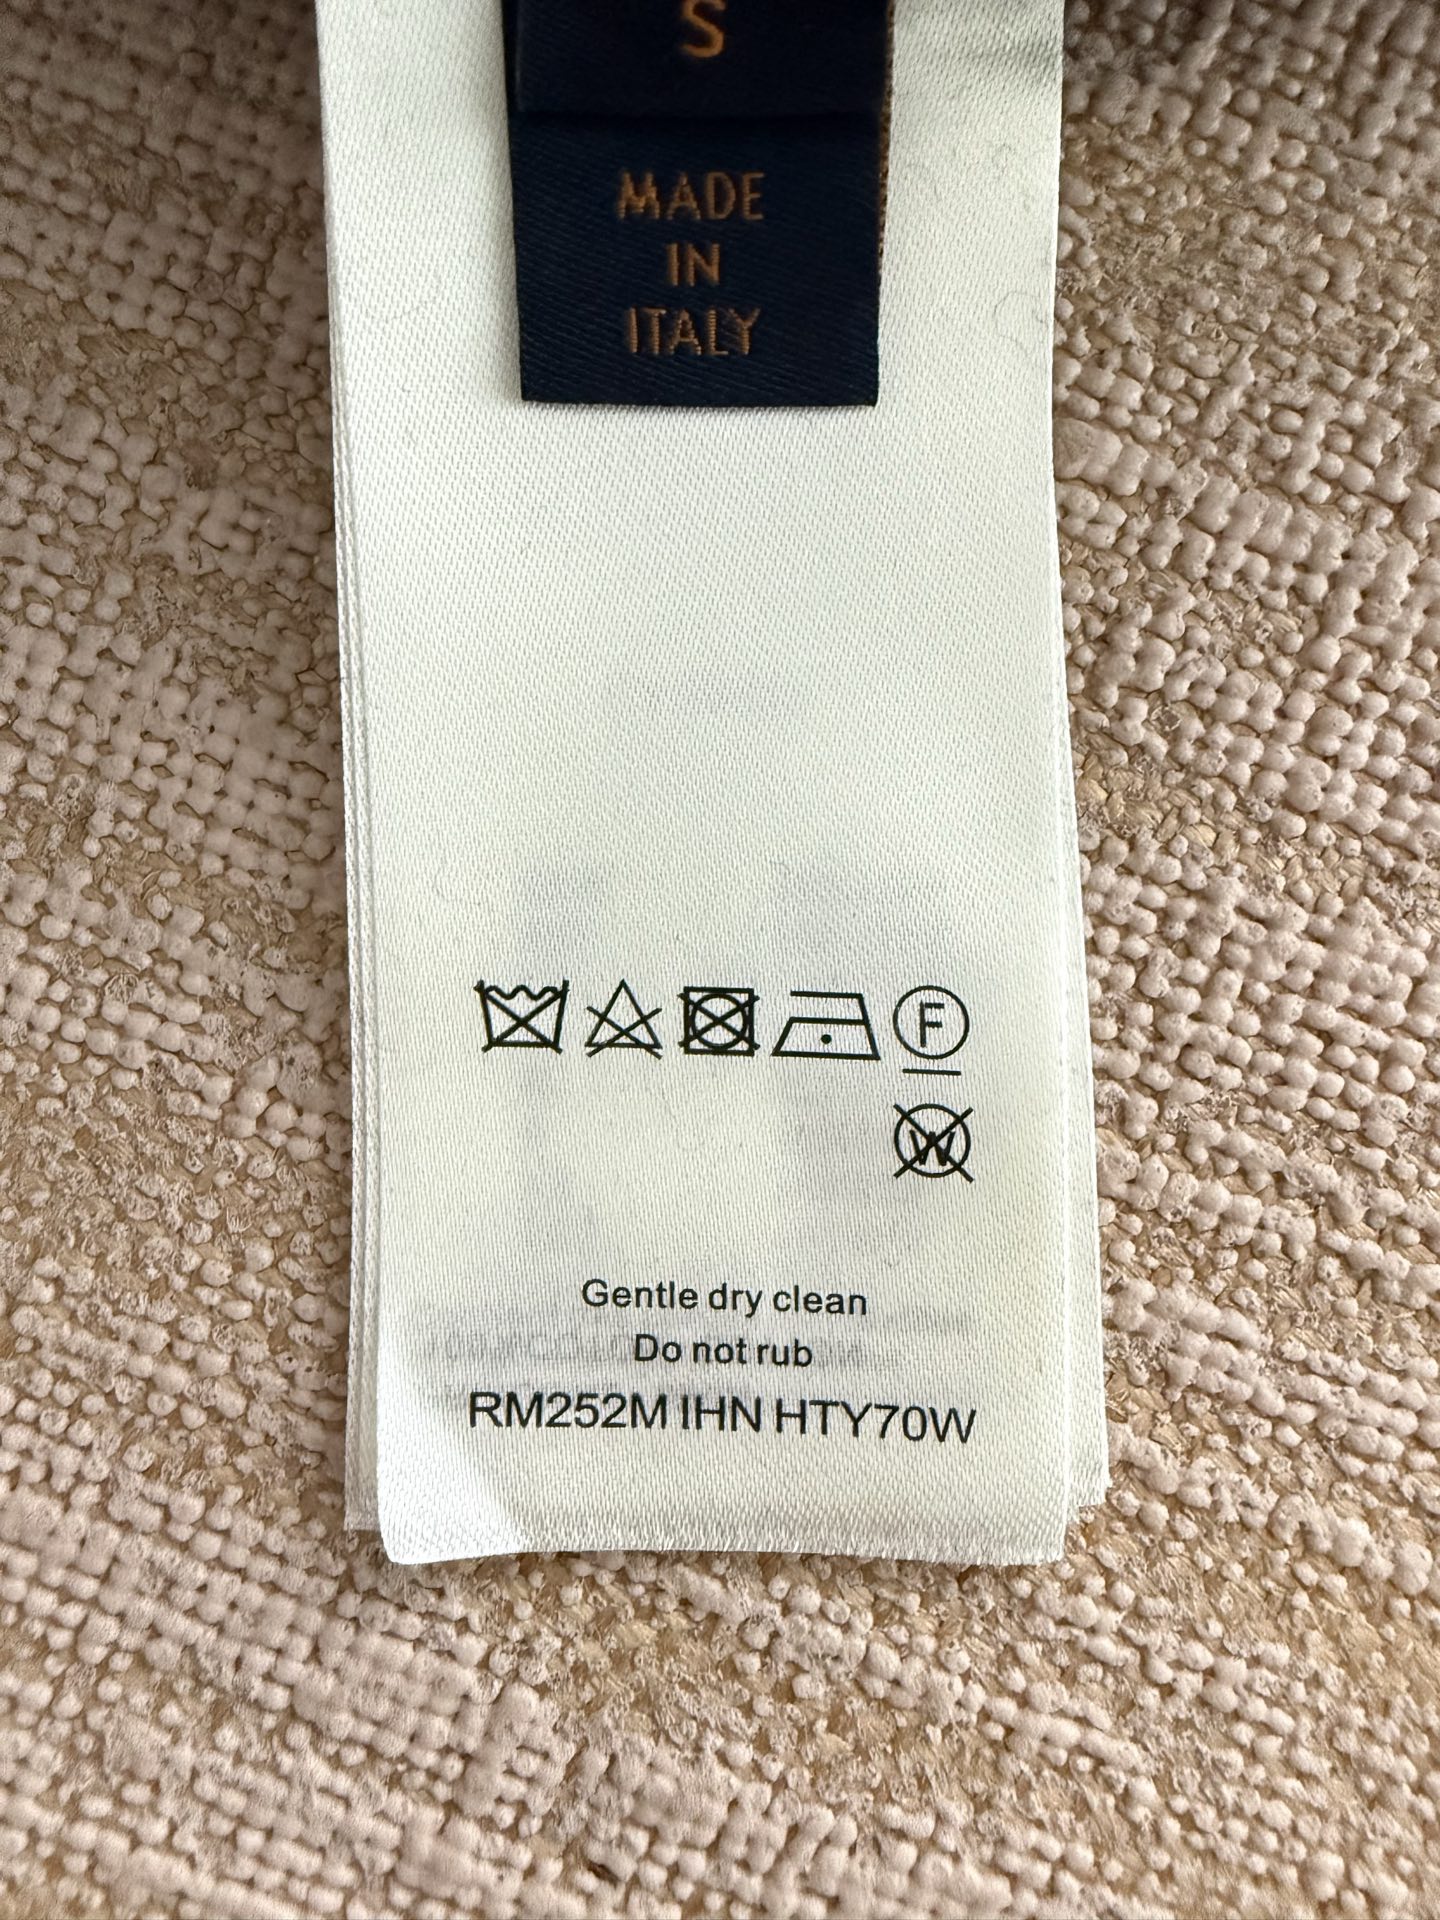 S
MADE
IN
ITALY
F
W
Gentle dry clean
Do not rub
RM252M IHN HTY70W